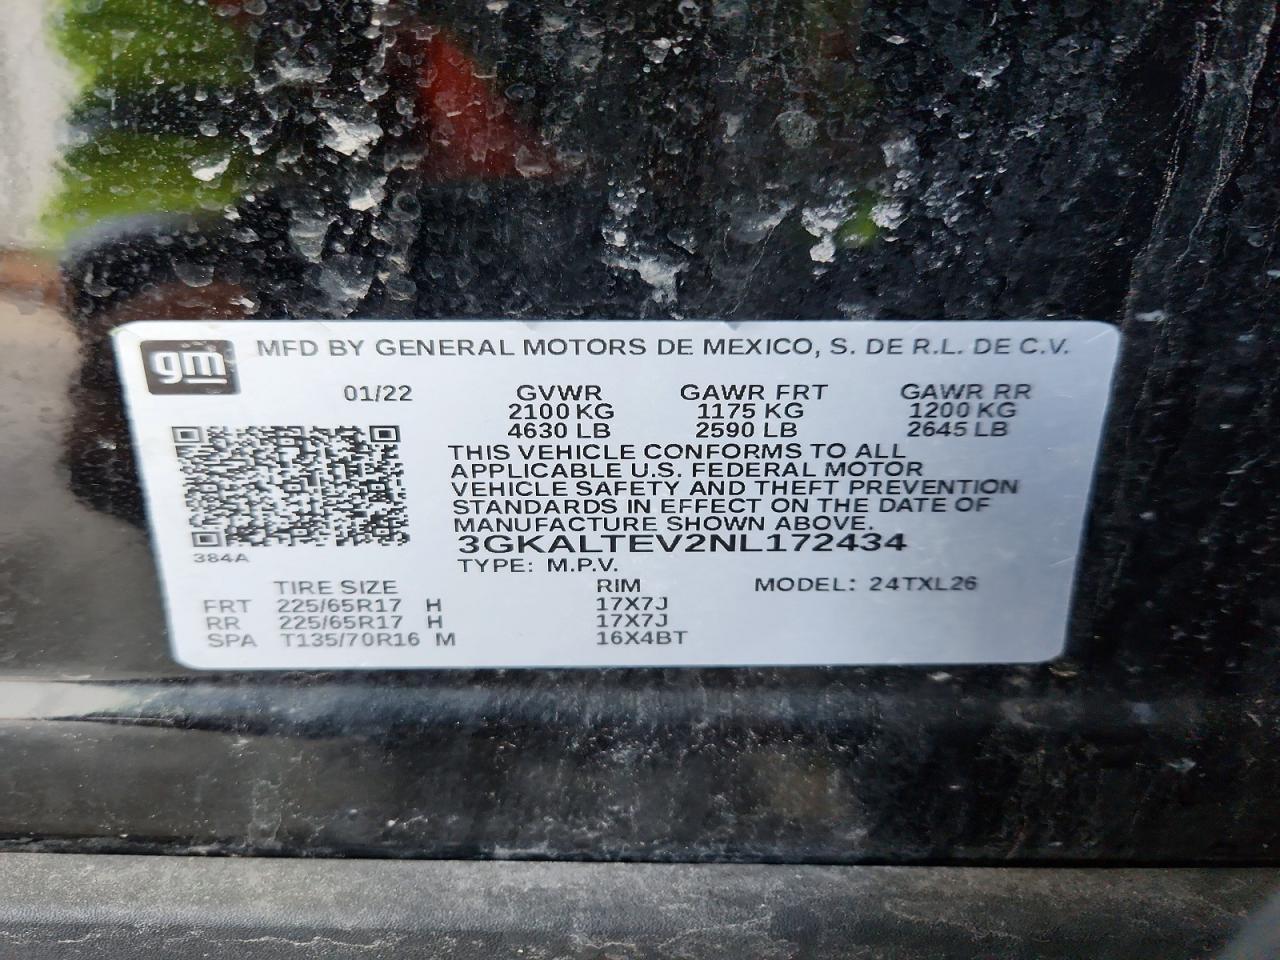 gm MFD BY GENERAL MOTORS DE MEXICO, S. DE R.L. DE C.V.
01/22 GVWR GAWR FRT GAWR RR
2100 KG 1175 KG 1200 KG
4630 LB 2590 LB 2645 LB
THIS VEHICLE CONFORMS TO ALL
APPLICABLE U.S. FEDERAL MOTOR
VEHICLE SAFETY AND THEFT PREVENTION
STANDARDS IN EFFECT ON THE DATE OF
MANUFACTURE SHOWN ABOVE.
3GKALTEV2NL172434
384A TYPE: M.P.V.
TIRE SIZE RIM MODEL: 24TXL26
FRT 225/65R17 H 17X7J
RR 225/65R17 H 17X7J
SPA T135/70R16 M 16X4BT